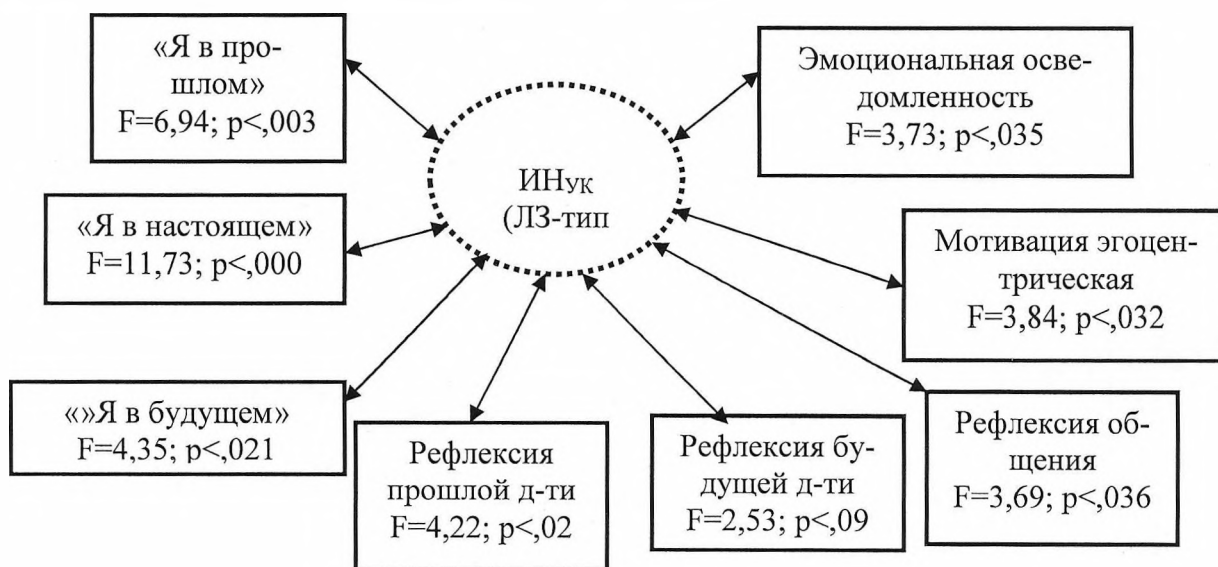 «Я в про-
шлом»
F=6,94; p<,003
Эмоциональная осве-
домленность
F=3,73; p<,035
ИНУК
(ЛЗ-тип
«Я в настоящем»
F=11,73; p<,000
Мотивация эгоцен-
трическая
F=3,84; p<,032
«»Я в будущем»
F=4,35; p<,021
Рефлексия
прошлой д-ти
F=4,22; p<,02
Рефлексия бу-
дущей д-ти
F=2,53; p<,09
Рефлексия об-
щения
F=3,69; p<,036